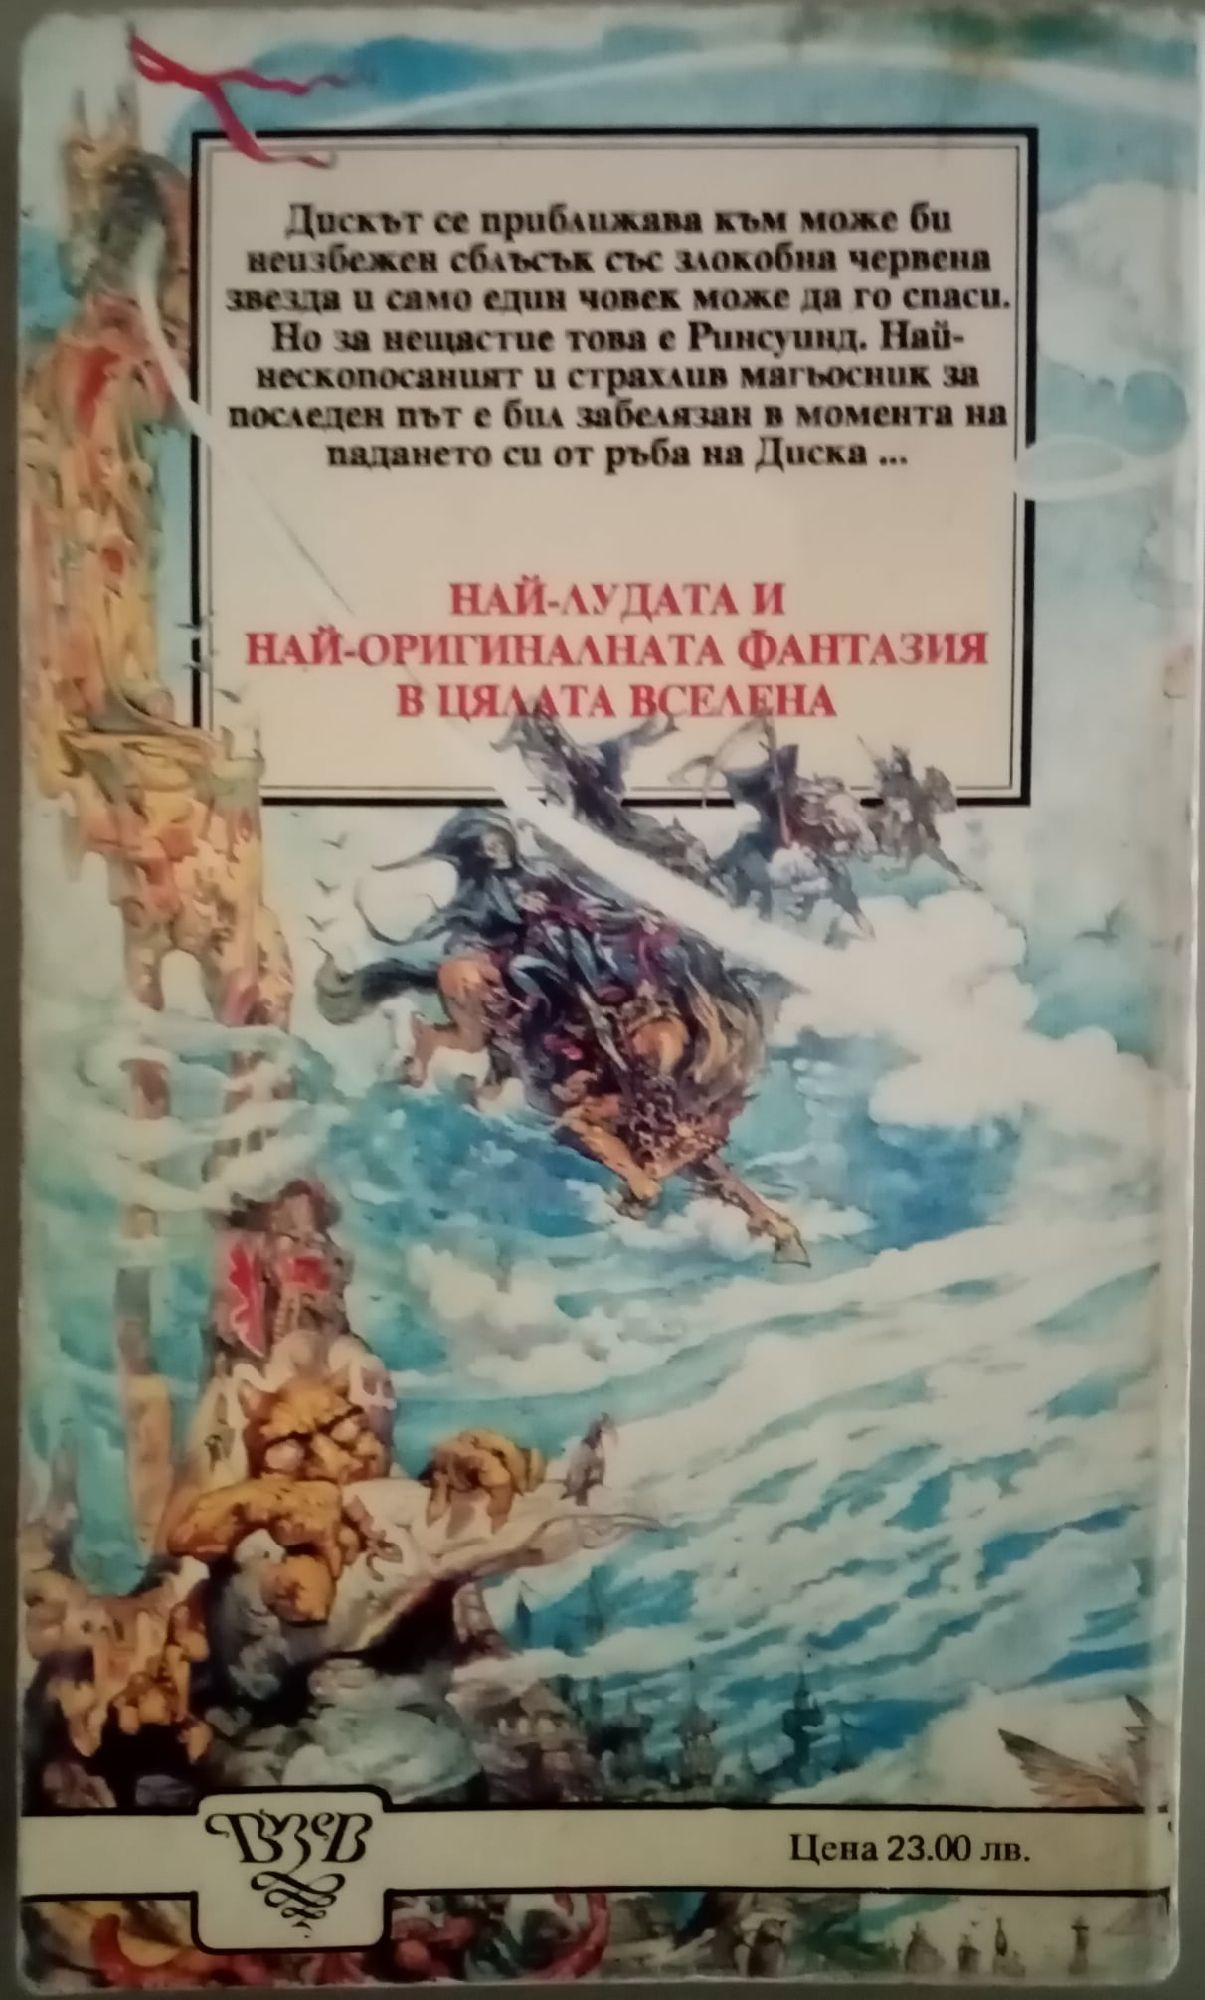 Дискът се приближава към може би
неизбежен сблъсък със злокобна червена
звезда и само един човек може да го спаси.
Но за нещастие това е Ринсуинд. Най-
нескопосаният и страхлив магьосник за
последен път е бил забелязан в момента на
падането си от ръба на Диска ...
НАЙ-ЛУДАТА И
НАЙ-ОРИГИНАЛНАТА ФАНТАЗИЯ
В ЦЯЛАТА ВСЕЛЕНА
ВУЗЕВ
Цена 23.00 лв.